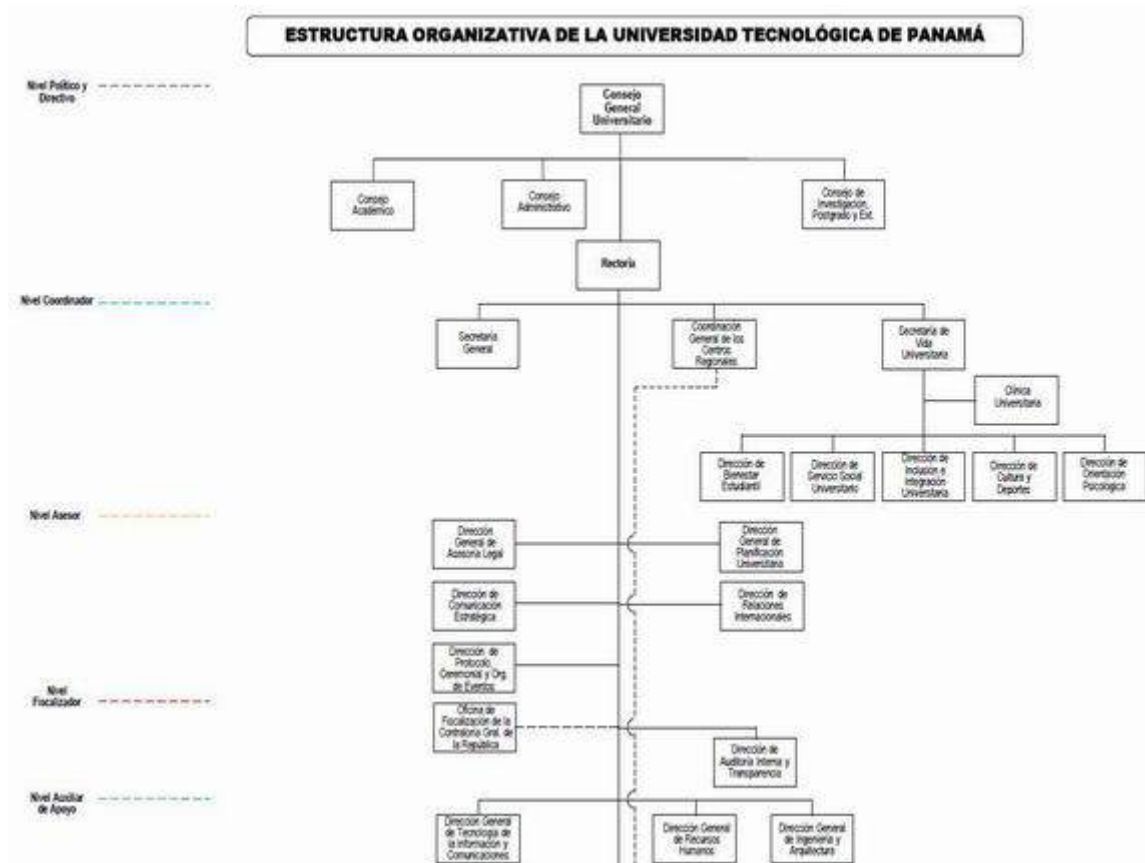 ESTRUCTURA ORGANIZATIVA DE LA UNIVERSIDAD TECNOLÓGICA DE PANAMÁ
Nivel Político y
Directivo
Consejo
General
Universitario
Consejo
Académico
Consejo
Administrativo
Consejo de
Investigación,
Postgrado y Ext.
Rectoría
Nivel Coordinador
Secretaría
General
Coordinación
General de los
Centros
Regionales
Secretaría de
Vida
Universitaria
Clínica
Universitaria
Dirección de
Bienestar
Estudiantil
Dirección de
Servicio Social
Universitario
Dirección de
Inclusión e
Integración
Universitaria
Dirección de
Cultura y
Deportes
Dirección de
Orientación
Psicológica
Nivel Asesor
Dirección
General de
Asesoría Legal
Dirección
General de
Planificación
Universitaria
Dirección de
Comunicación
Estratégica
Dirección de
Relaciones
Internacionales
Dirección de
Protocolo,
Ceremonial y Org.
de Eventos
Nivel
Fiscalizador
Oficina de
Fiscalización de la
Contraloría Gral. de
la República
Dirección de
Auditoría Interna y
Transparencia
Nivel Auxiliar
de Apoyo
Dirección General
de Tecnología de
la Información y
Comunicaciones
Dirección General
de Recursos
Humanos
Dirección General
de Ingeniería y
Arquitectura